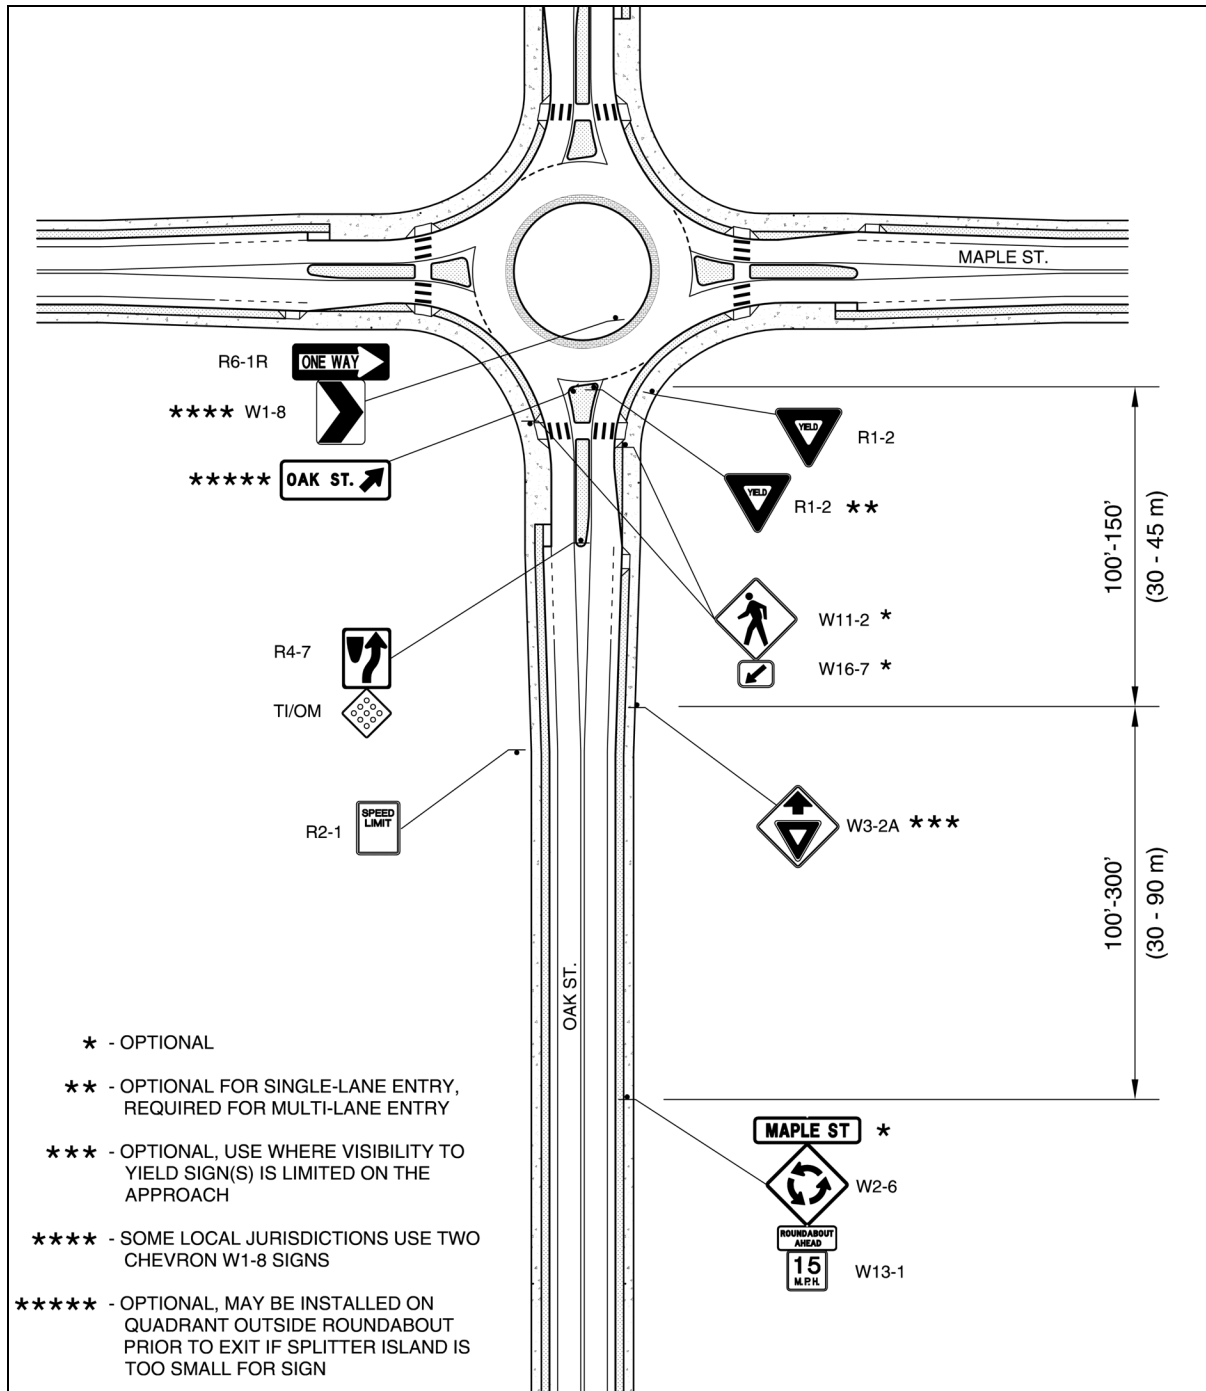 MAPLE ST.
R6-1R
ONE WAY
**** W1-8
***** OAK ST.
YIELD
R1-2
YIELD
R1-2 **
100'-150'
(30 - 45 m)
W11-2 *
W16-7 *
R4-7
TI/OM
R2-1
SPEED
LIMIT
W3-2A ***
100'-300'
(30 - 90 m)
OAK ST.
* - OPTIONAL
** - OPTIONAL FOR SINGLE-LANE ENTRY,
REQUIRED FOR MULTI-LANE ENTRY
*** - OPTIONAL, USE WHERE VISIBILITY TO
YIELD SIGN(S) IS LIMITED ON THE
APPROACH
**** - SOME LOCAL JURISDICTIONS USE TWO
CHEVRON W1-8 SIGNS
***** - OPTIONAL, MAY BE INSTALLED ON
QUADRANT OUTSIDE ROUNDABOUT
PRIOR TO EXIT IF SPLITTER ISLAND IS
TOO SMALL FOR SIGN
MAPLE ST *
W2-6
ROUNDABOUT
AHEAD
15
M.P.H.
W13-1